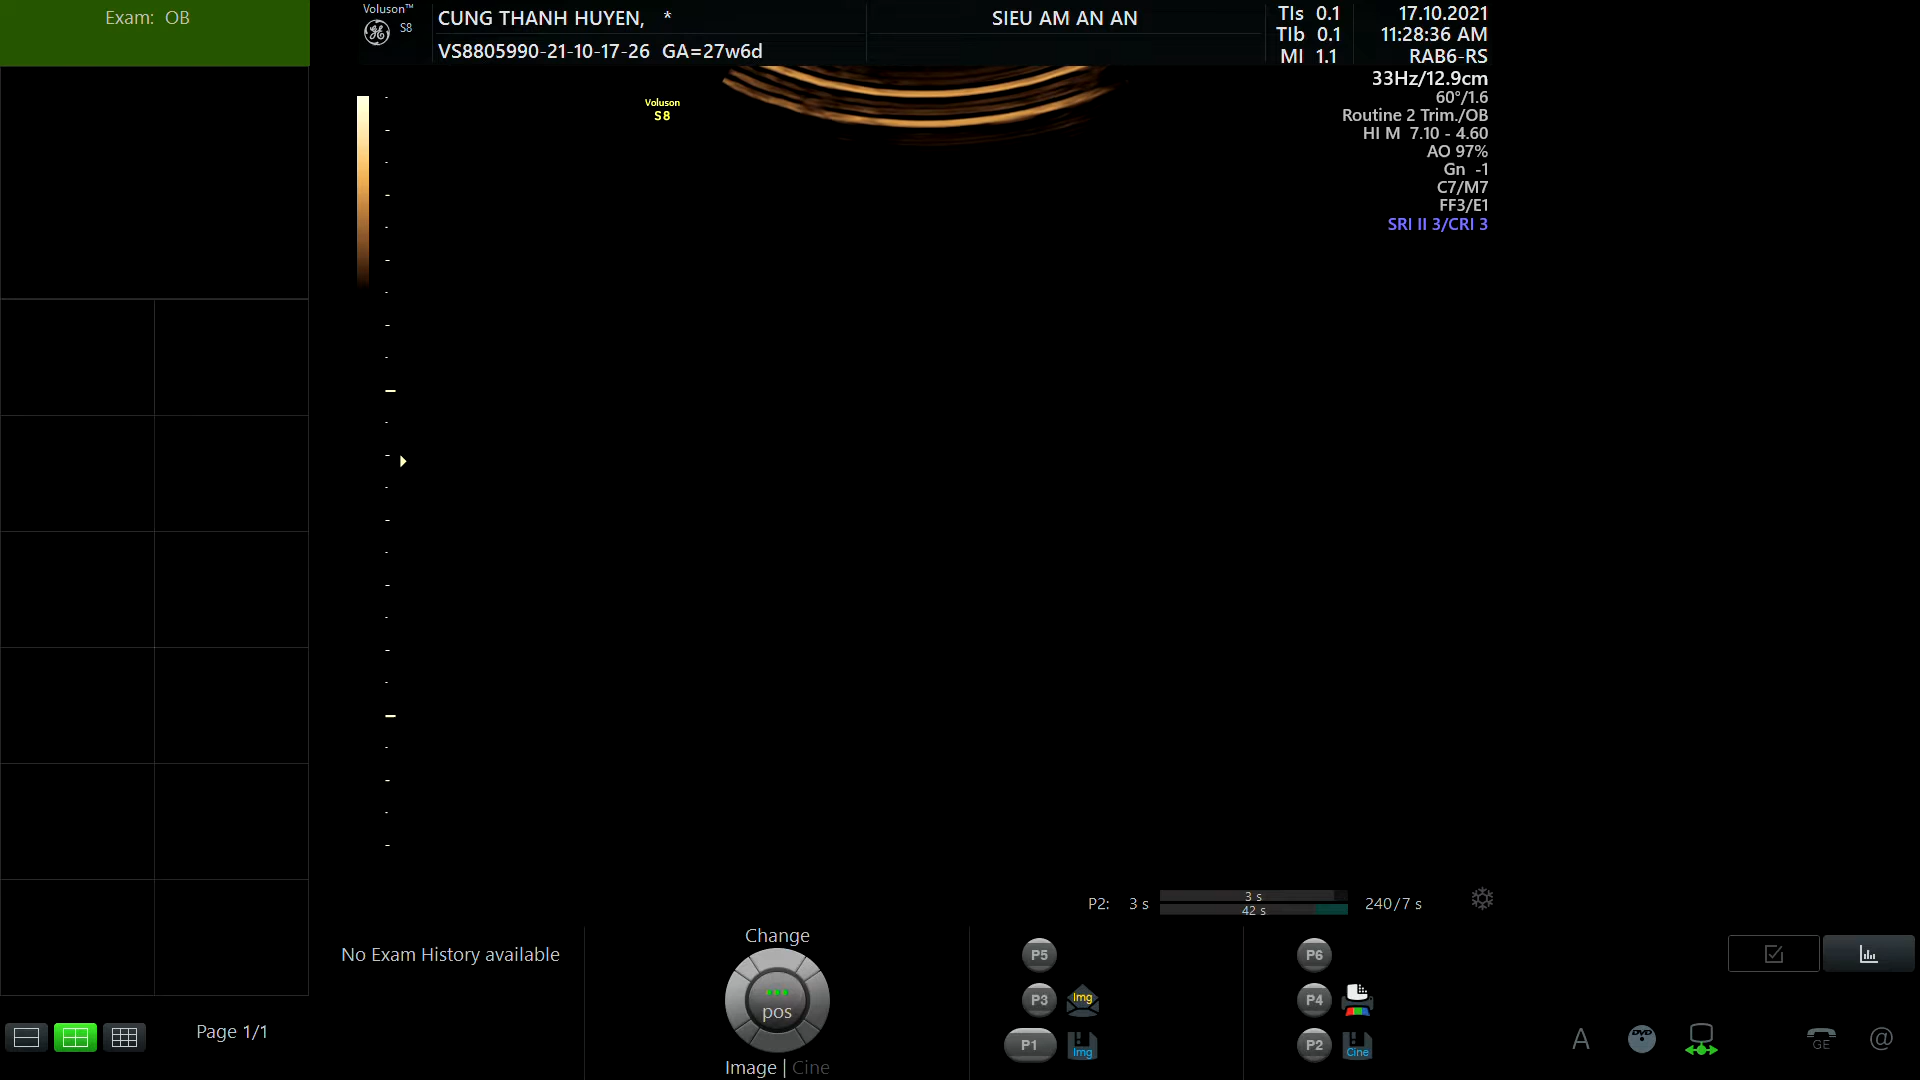 Exam: OB
Voluson™
S8
CUNG THANH HUYEN, *
VS8805990-21-10-17-26 GA=27w6d
SIEU AM AN AN
TIs 0.1
TIb 0.1
MI 1.1
17.10.2021
11:28:36 AM
RAB6-RS
33Hz/12.9cm
60°/1.6
Routine 2 Trim./OB
HI M 7.10 - 4.60
AO 97%
Gn -1
C7/M7
FF3/E1
SRI II 3/CRI 3
Voluson
S8
P2: 3 s
3 s
42 s
240/7 s
No Exam History available
Change
pos
Image | Cine
P5
P3 Img
P1 Img
P6
P4
P2 Cine
Page 1/1
A
DVD
GE
@